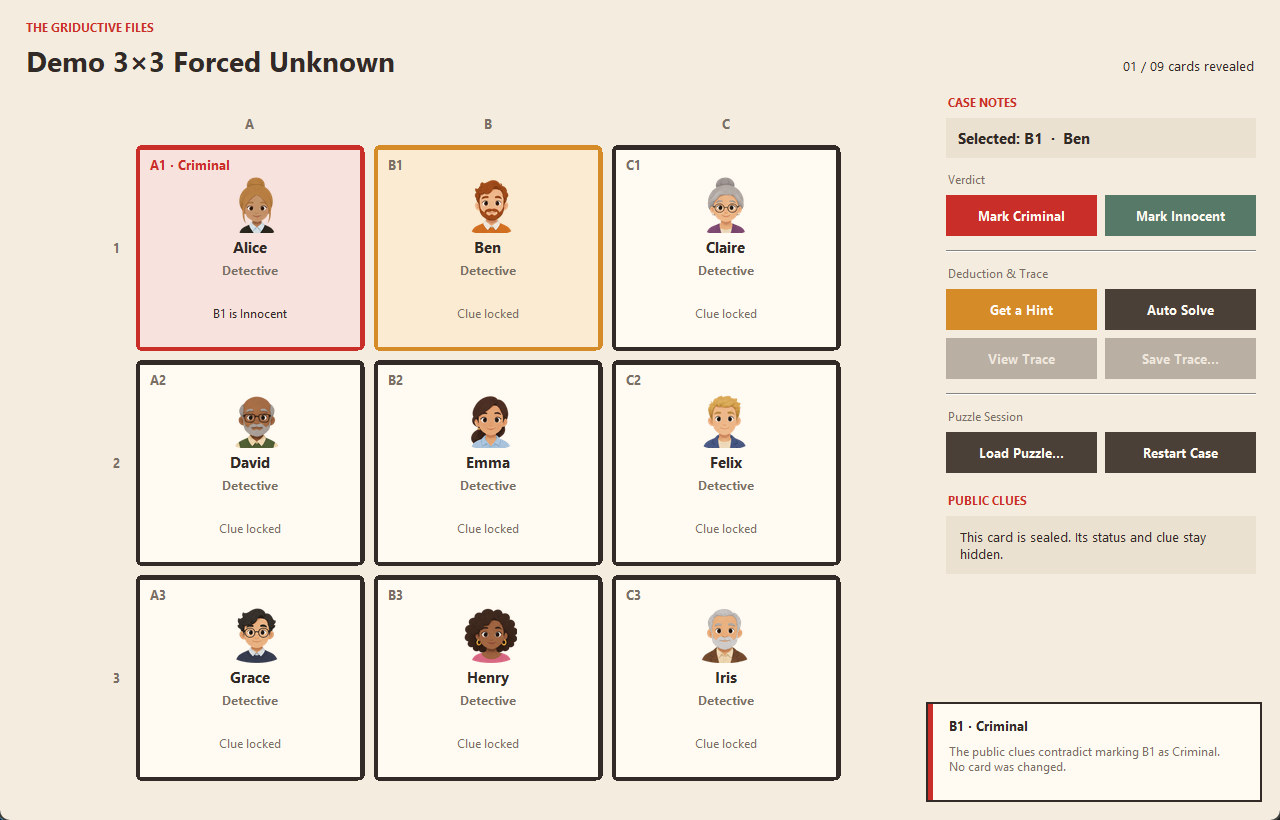 THE GRIDUCTIVE FILES
Demo 3×3 Forced Unknown
01 / 09 cards revealed
A
B
C
1
A1 · Criminal
Alice
Detective
B1 is Innocent
B1
Ben
Detective
Clue locked
C1
Claire
Detective
Clue locked
2
A2
David
Detective
Clue locked
B2
Emma
Detective
Clue locked
C2
Felix
Detective
Clue locked
3
A3
Grace
Detective
Clue locked
B3
Henry
Detective
Clue locked
C3
Iris
Detective
Clue locked
CASE NOTES
Selected: B1 · Ben
Verdict
Mark Criminal
Mark Innocent
Deduction & Trace
Get a Hint
Auto Solve
View Trace
Save Trace...
Puzzle Session
Load Puzzle...
Restart Case
PUBLIC CLUES
This card is sealed. Its status and clue stay
hidden.
B1 · Criminal
The public clues contradict marking B1 as Criminal.
No card was changed.